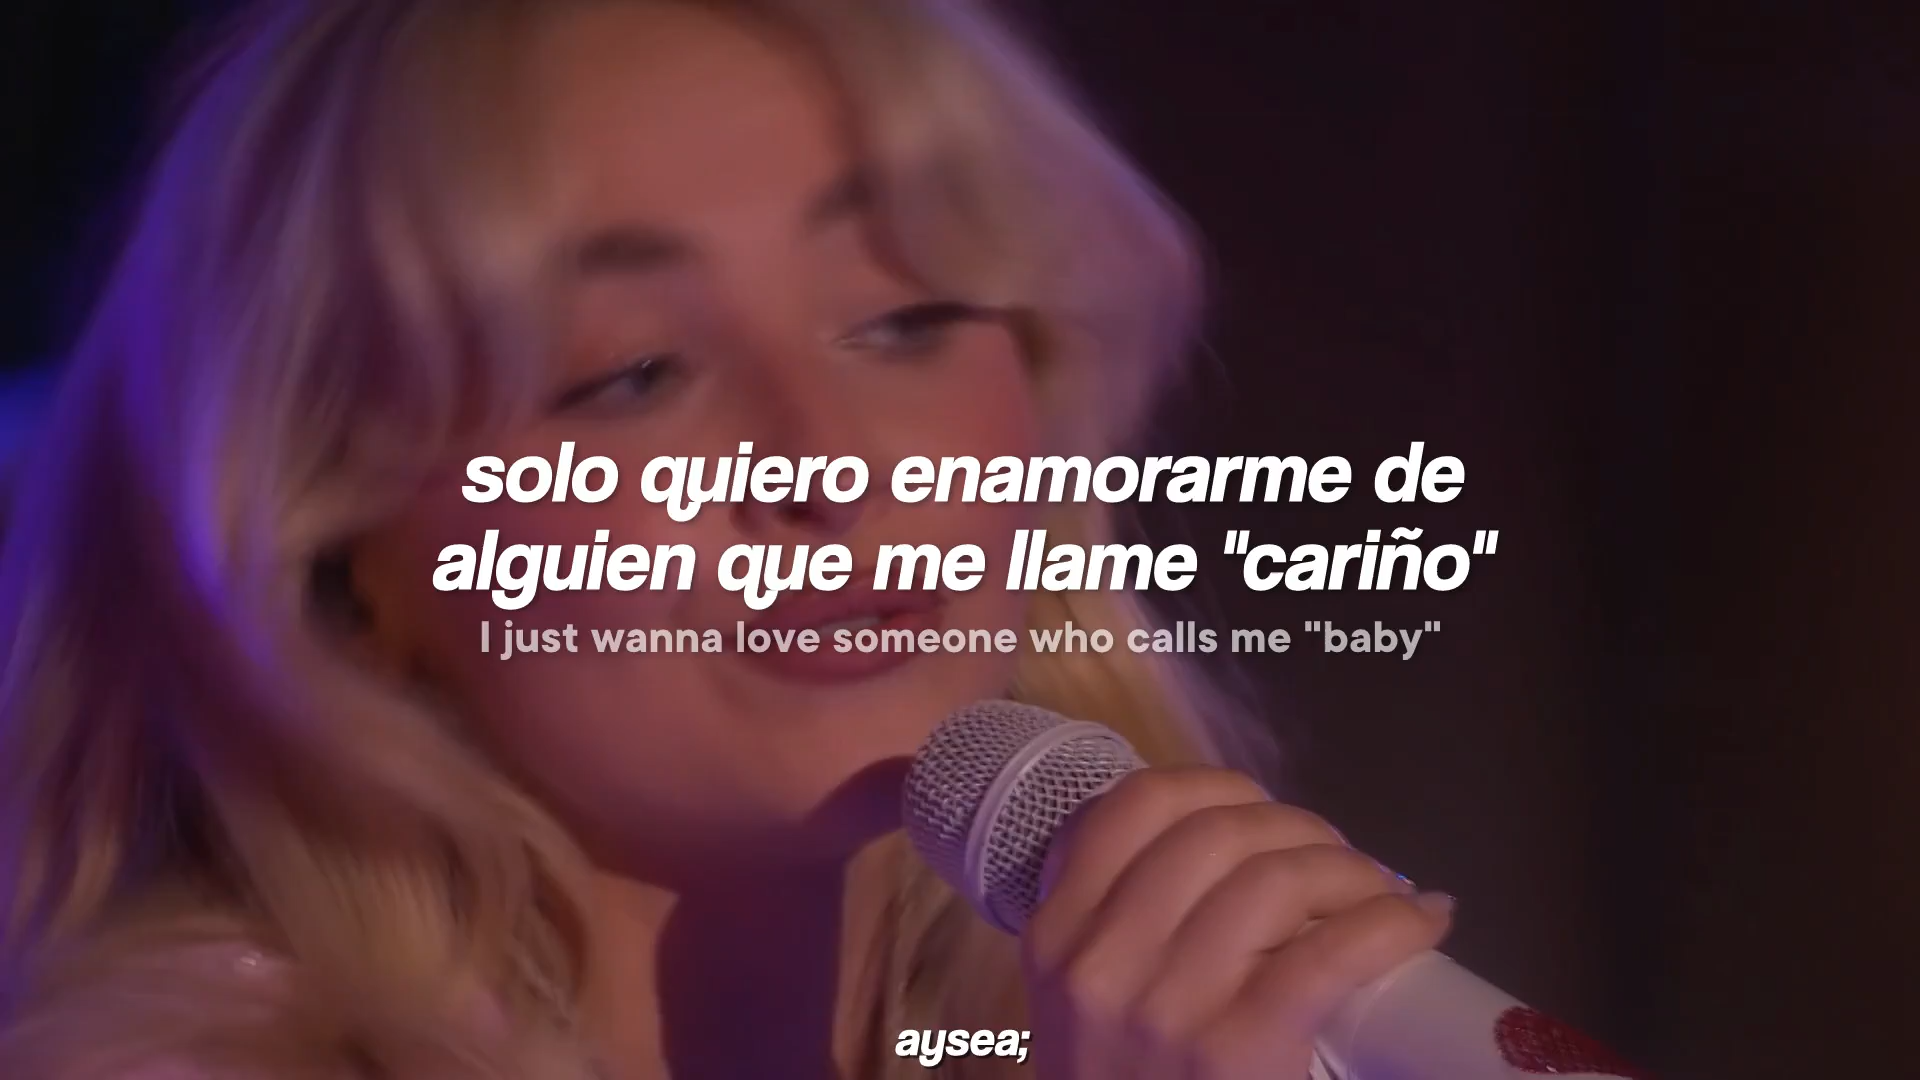 solo quiero enamorarme de
alguien que me llame "cariño"
I just wanna love someone who calls me "baby"
aysea;